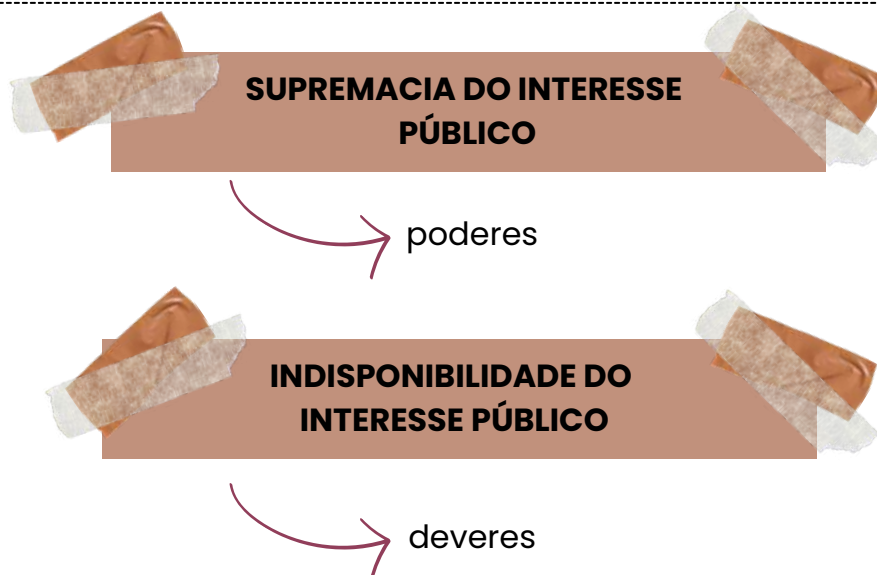 SUPREMACIA DO INTERESSE
PÚBLICO
poderes
INDISPONIBILIDADE DO
INTERESSE PÚBLICO
deveres